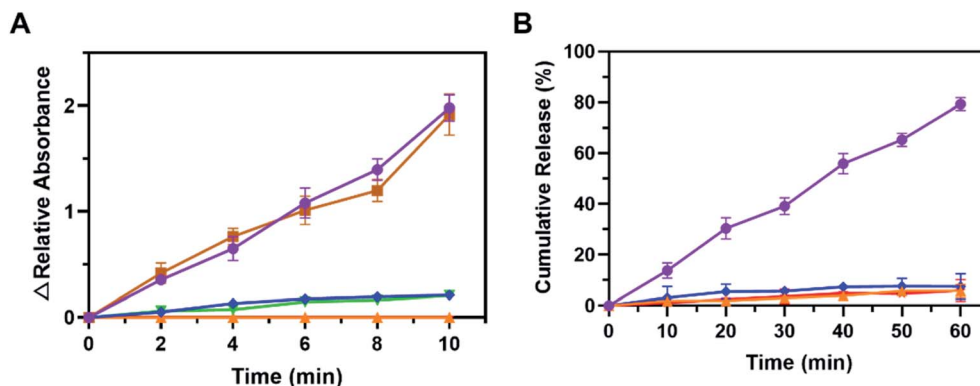 A
△Relative Absorbance
2
1
0
0 2 4 6 8 10
Time (min)
B
Cumulative Release (%)
100
80
60
40
20
0
0 10 20 30 40 50 60
Time (min)